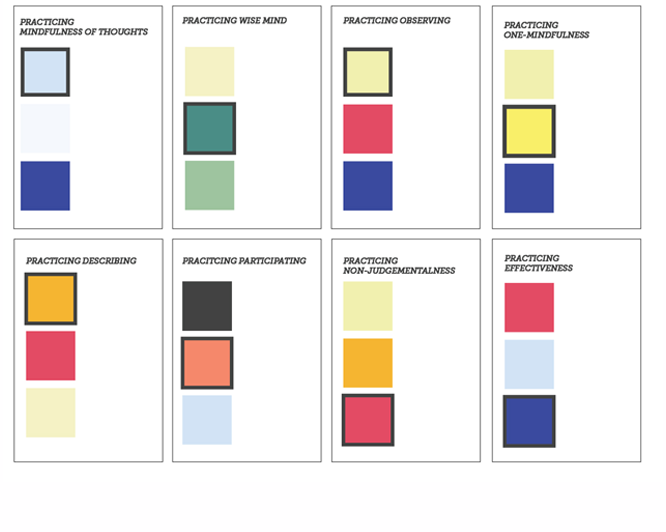 PRACTICING
MINDFULNESS OF THOUGHTS
PRACTICING WISE MIND
PRACTICING OBSERVING
PRACTICING
ONE-MINDFULNESS
PRACTICING DESCRIBING
PRACITCING PARTICIPATING
PRACTICING
NON-JUDGEMENTALNESS
PRACTICING
EFFECTIVENESS